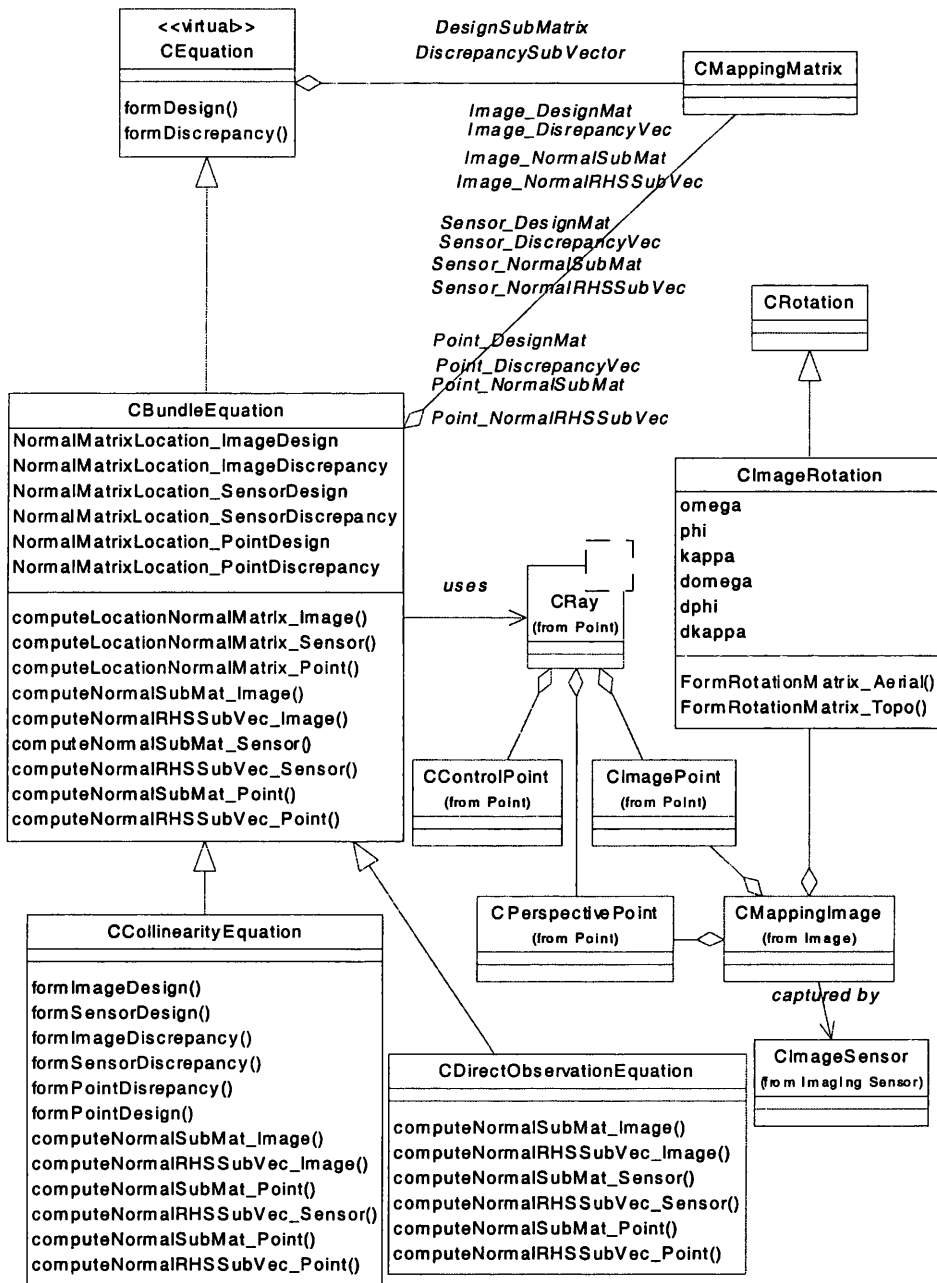 <<virtual>>
CEquation
formDesign()
formDiscrepancy()
DesignSubMatrix
DiscrepancySubVector
CMappingMatrix
Image_DesignMat
Image_DisrepancyVec
Image_NormalSubMat
Image_NormalRHSSubVec
Sensor_DesignMat
Sensor_DiscrepancyVec
Sensor_NormalSubMat
Sensor_NormalRHSSubVec
Point_DesignMat
Point_DiscrepancyVec
Point_NormalSubMat
Point_NormalRHSSubVec
CRotation
CBundleEquation
NormalMatrixLocation_ImageDesign
NormalMatrixLocation_ImageDiscrepancy
NormalMatrixLocation_SensorDesign
NormalMatrixLocation_SensorDiscrepancy
NormalMatrixLocation_PointDesign
NormalMatrixLocation_PointDiscrepancy
computeLocationNormalMatrix_Image()
computeLocationNormalMatrix_Sensor()
computeLocationNormalMatrix_Point()
computeNormalSubMat_Image()
computeNormalRHSSubVec_Image()
computeNormalSubMat_Sensor()
computeNormalRHSSubVec_Sensor()
computeNormalSubMat_Point()
computeNormalRHSSubVec_Point()
uses
CRay
(from Point)
CImageRotation
omega
phi
kappa
domega
dphi
dkappa
FormRotationMatrix_Aerial()
FormRotationMatrix_Topo()
CControlPoint
(from Point)
CImagePoint
(from Point)
CPerspectivePoint
(from Point)
CMappingImage
(from Image)
captured by
CImageSensor
(from Imaging Sensor)
CCollinearityEquation
formImageDesign()
formSensorDesign()
formImageDiscrepancy()
formSensorDiscrepancy()
formPointDisrepancy()
formPointDesign()
computeNormalSubMat_Image()
computeNormalRHSSubVec_Image()
computeNormalSubMat_Point()
computeNormalRHSSubVec_Sensor()
computeNormalSubMat_Point()
computeNormalRHSSubVec_Point()
CDirectObservationEquation
computeNormalSubMat_Image()
computeNormalRHSSubVec_Image()
computeNormalSubMat_Sensor()
computeNormalRHSSubVec_Sensor()
computeNormalSubMat_Point()
computeNormalRHSSubVec_Point()